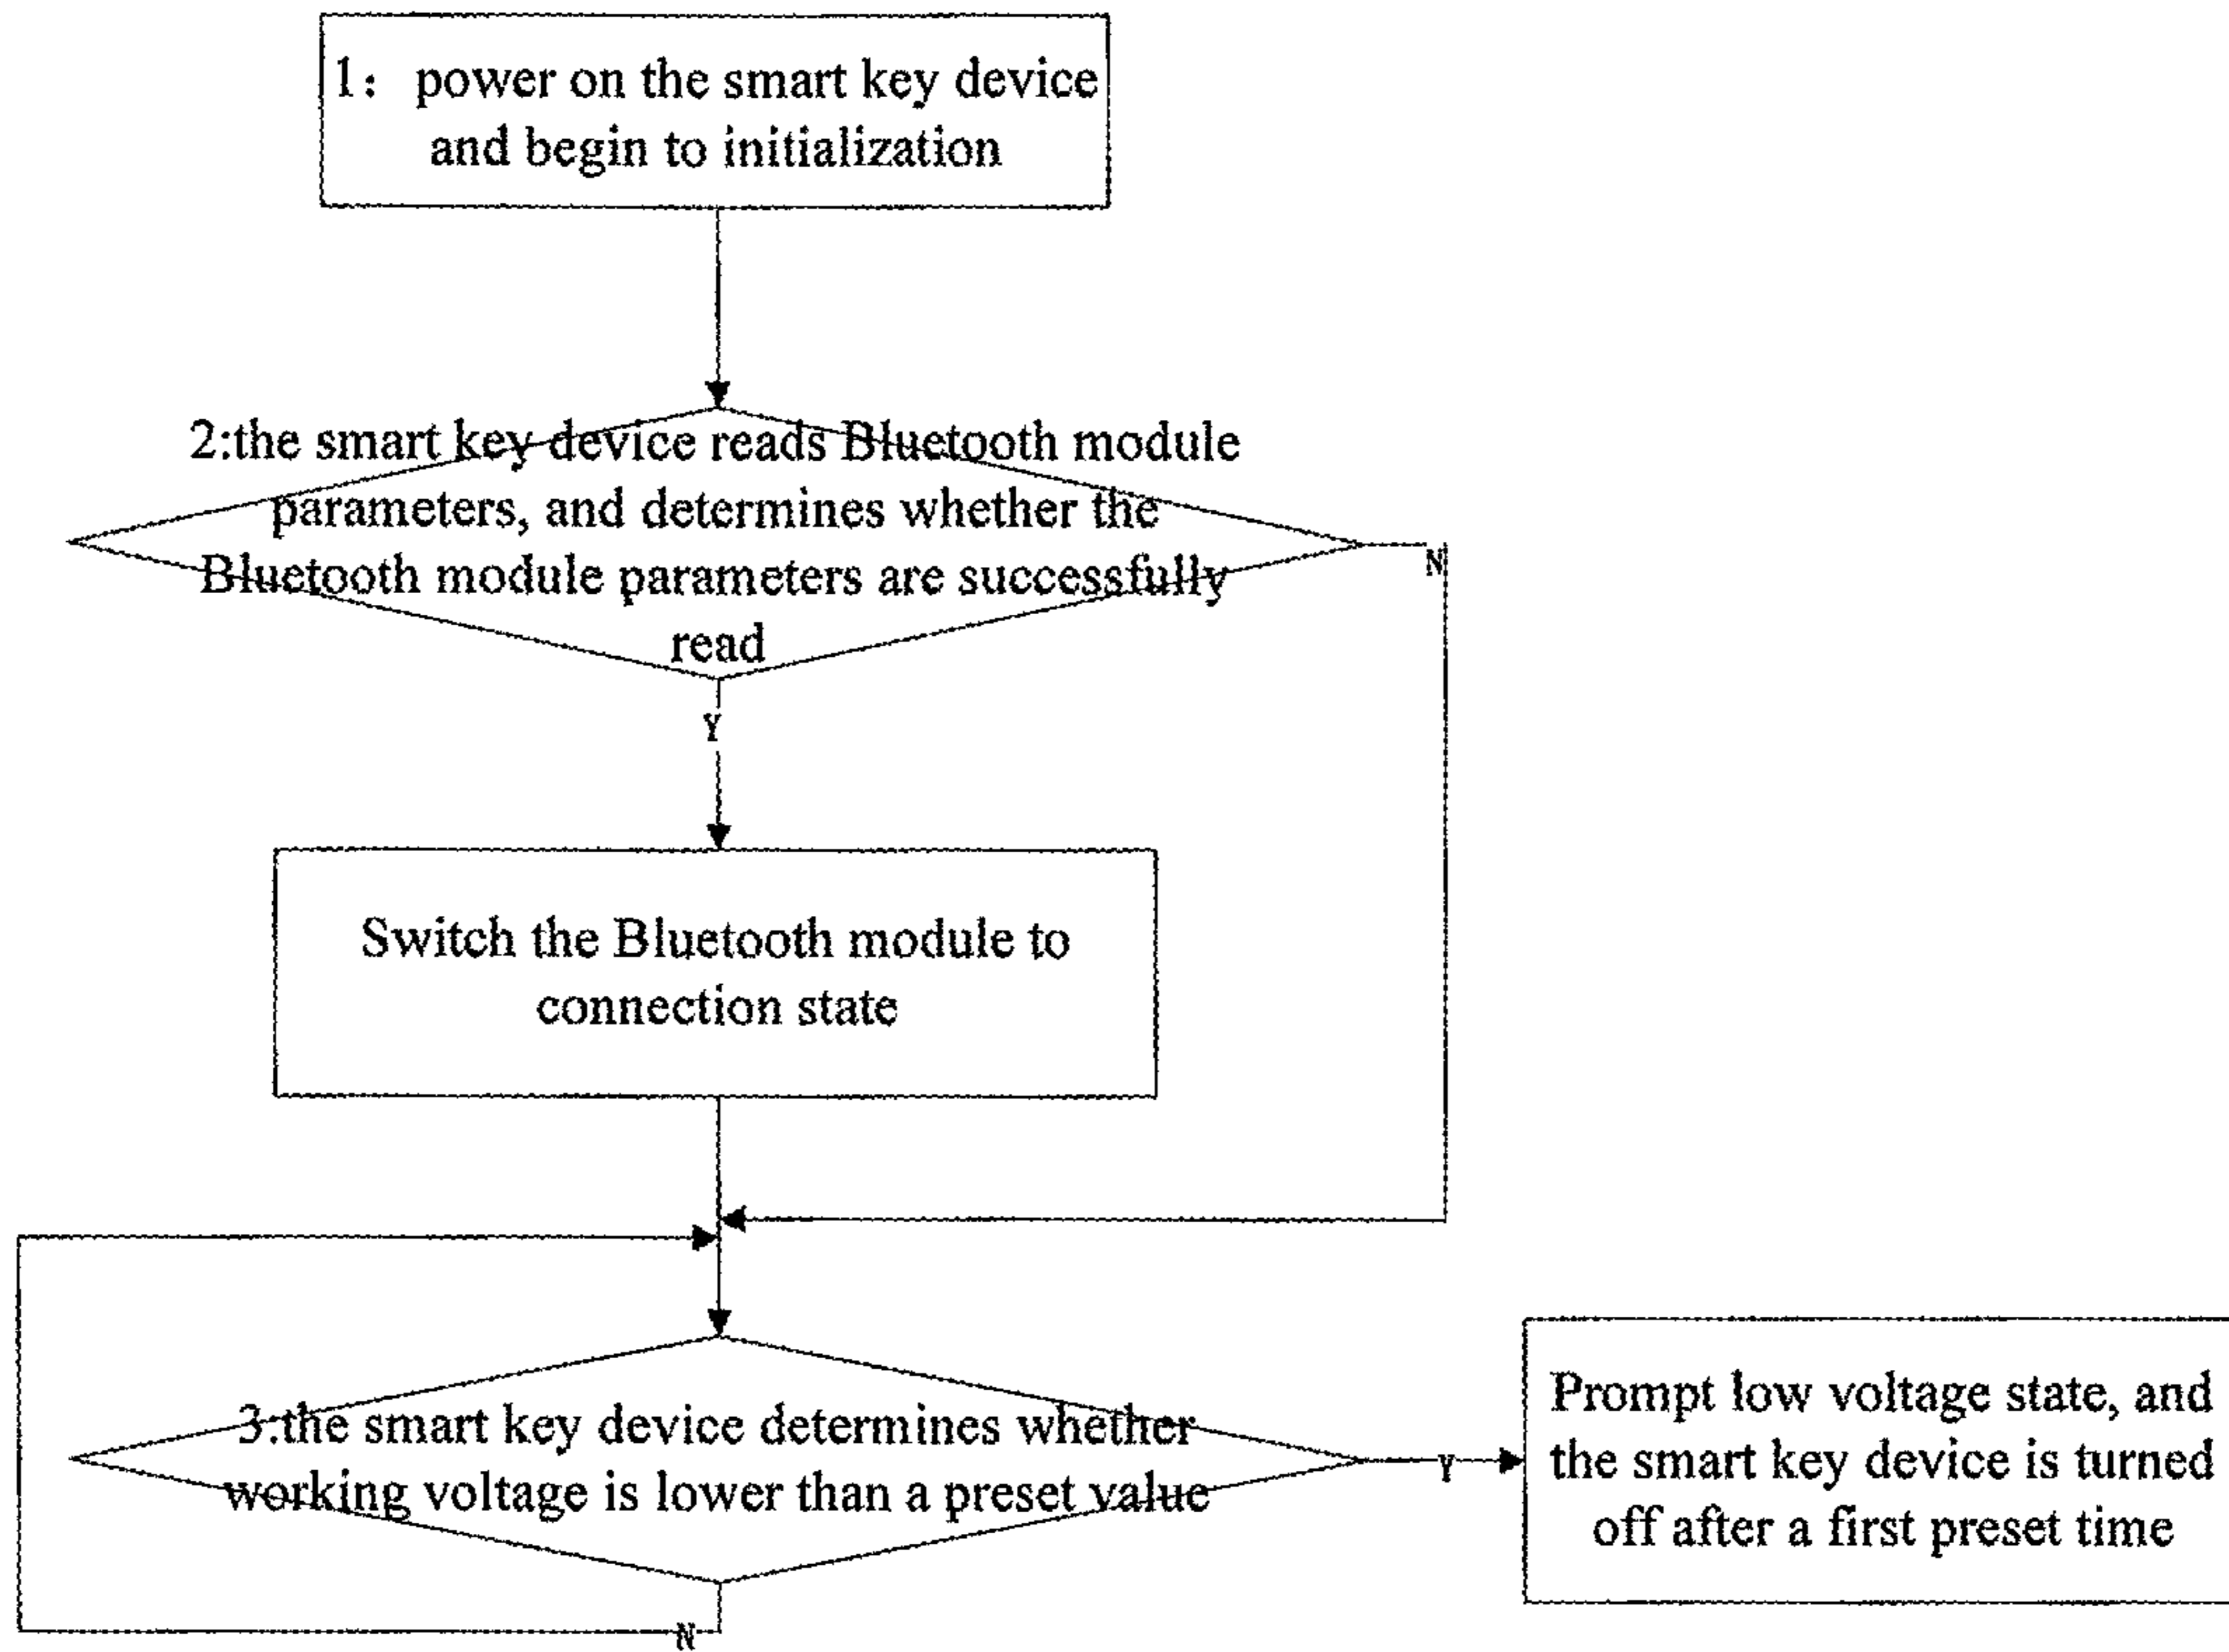 1: power on the smart key device
and begin to initialization
2:the smart key device reads Bluetooth module
parameters, and determines whether the
Bluetooth module parameters are successfully
read
N
Y
Switch the Bluetooth module to
connection state
3:the smart key device determines whether
working voltage is lower than a preset value
Y
Prompt low voltage state, and
the smart key device is turned
off after a first preset time
N